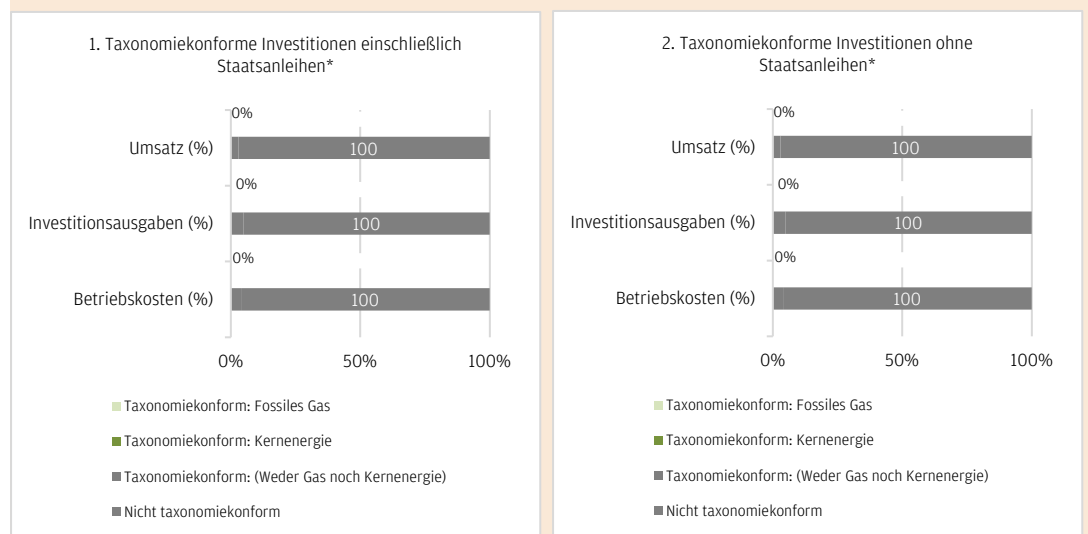 1. Taxonomiekonforme Investitionen einschließlich
Staatsanleihen*
0%
Umsatz (%)
100
0%
Investitionsausgaben (%)
100
0%
Betriebskosten (%)
100
0%
50%
100%
Taxonomiekonform: Fossiles Gas
Taxonomiekonform: Kernenergie
Taxonomiekonform: (Weder Gas noch Kernenergie)
Nicht taxonomiekonform
2. Taxonomiekonforme Investitionen ohne
Staatsanleihen*
0%
Umsatz (%)
100
0%
Investitionsausgaben (%)
100
0%
Betriebskosten (%)
100
0%
50%
100%
Taxonomiekonform: Fossiles Gas
Taxonomiekonform: Kernenergie
Taxonomiekonform: (Weder Gas noch Kernenergie)
Nicht taxonomiekonform